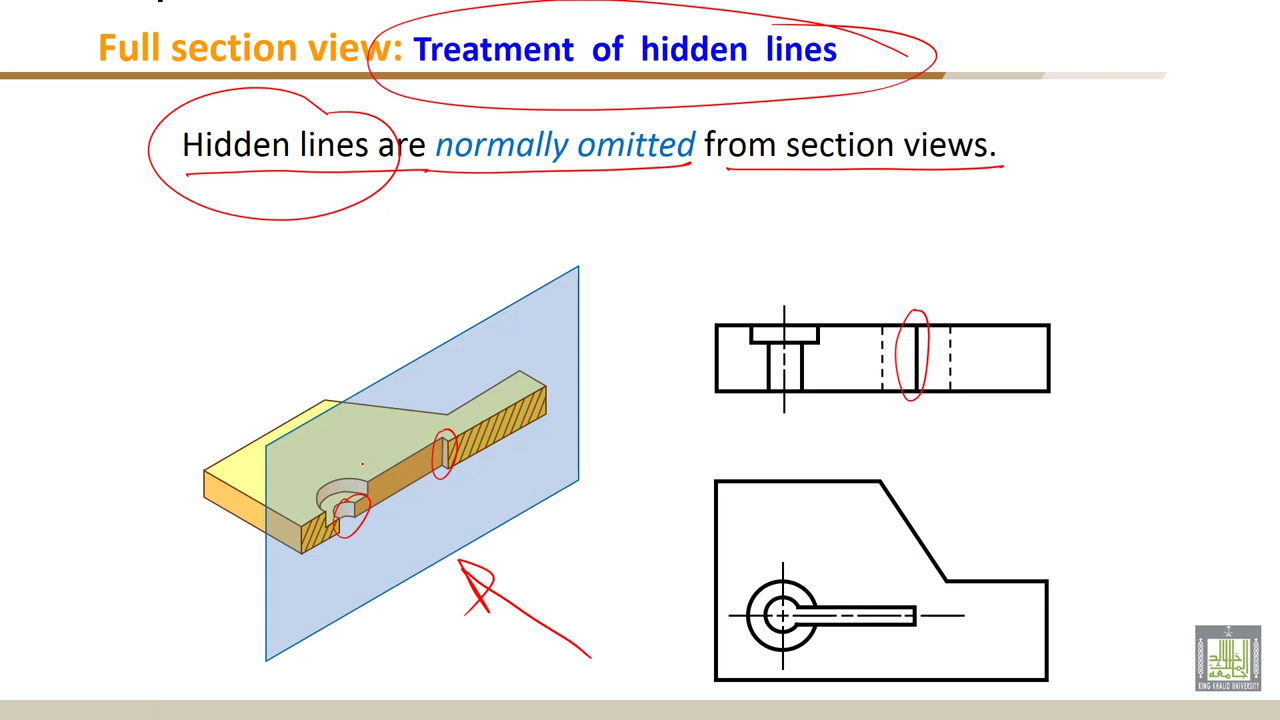 Full section view: Treatment of hidden lines
Hidden lines are normally omitted from section views.
KING KHALID UNIVERSITY